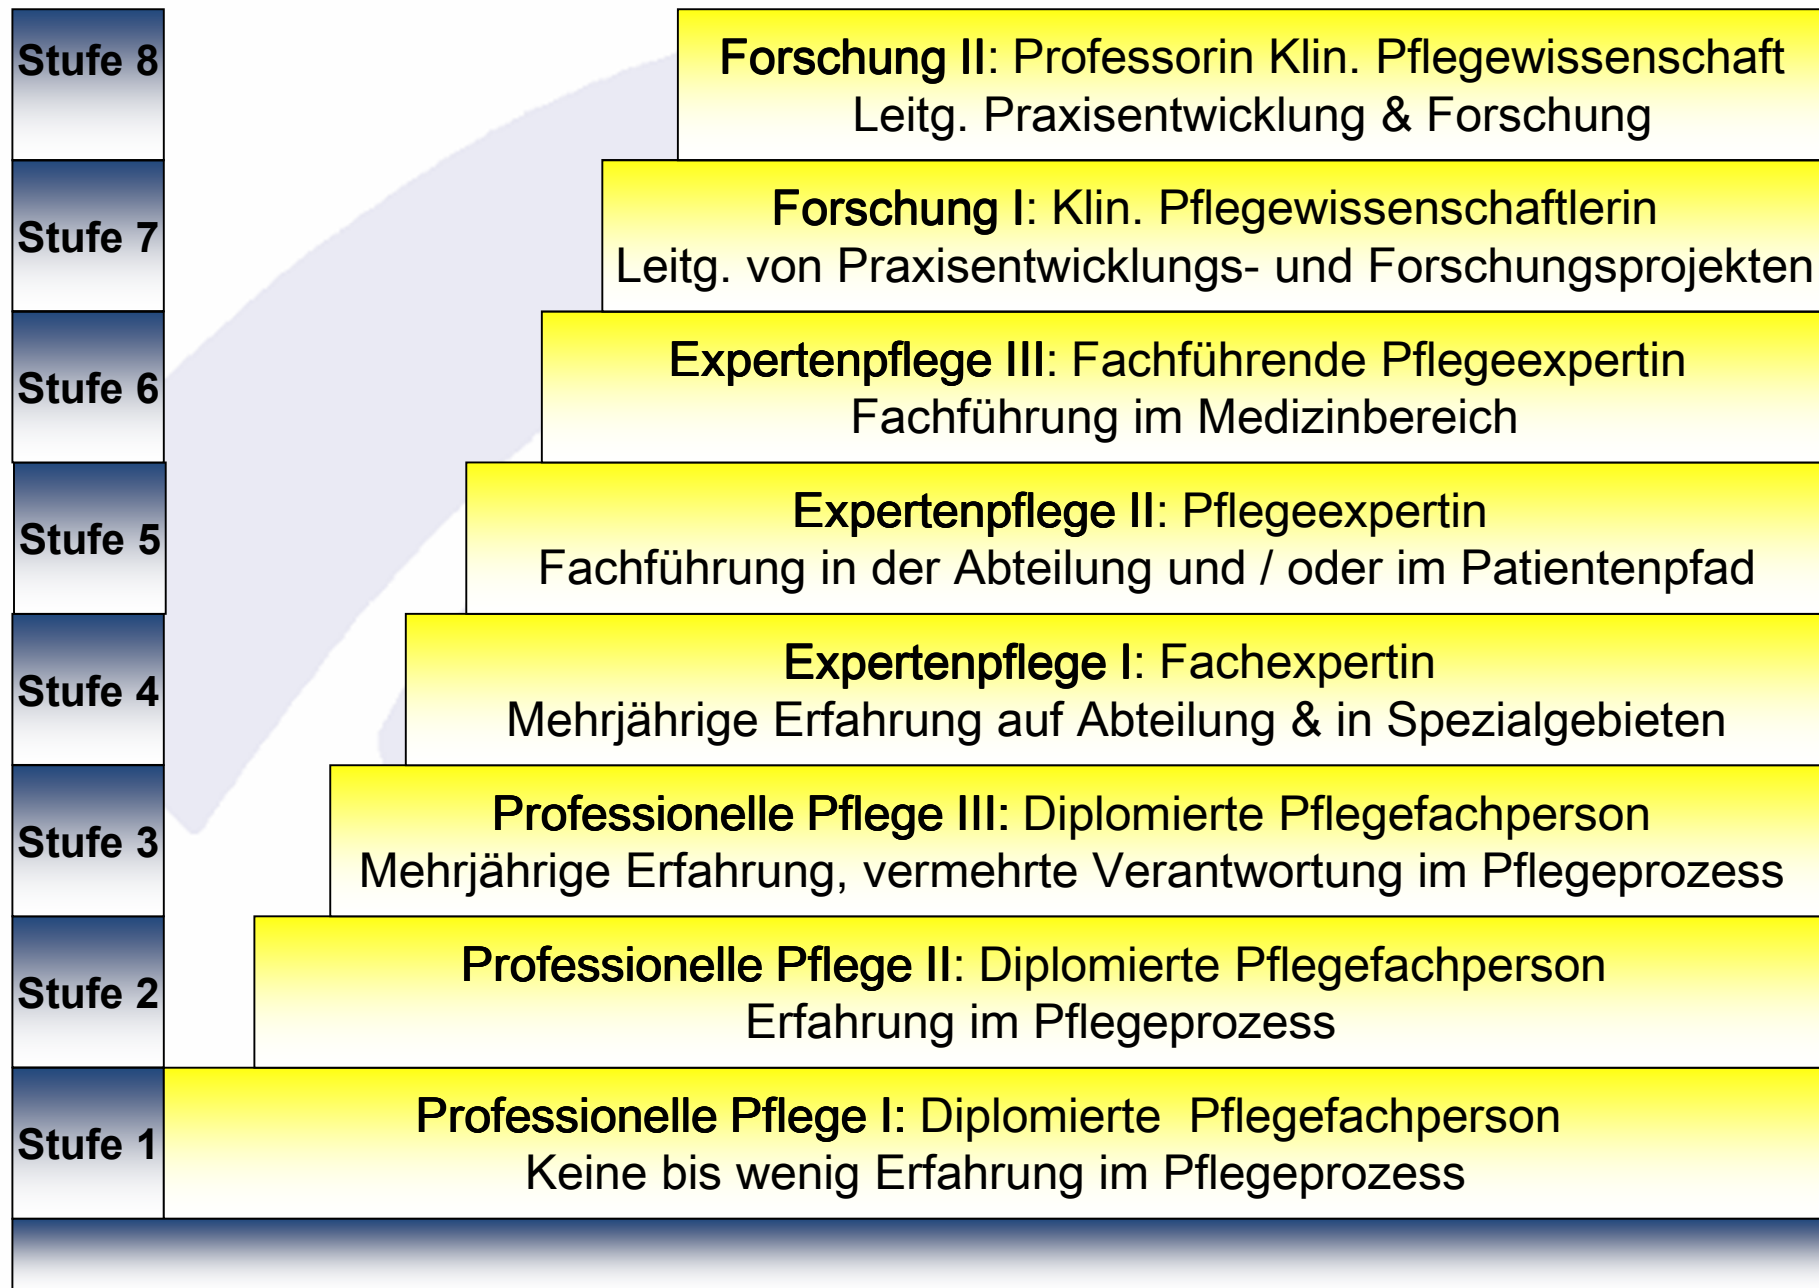 Stufe 8
Forschung II: Professorin Klin. Pflegewissenschaft
Leitg. Praxisentwicklung & Forschung
Stufe 7
Forschung I: Klin. Pflegewissenschaftlerin
Leitg. von Praxisentwicklungs- und Forschungsprojekten
Stufe 6
Expertenpflege III: Fachführende Pflegeexpertin
Fachführung im Medizinbereich
Stufe 5
Expertenpflege II: Pflegeexpertin
Fachführung in der Abteilung und / oder im Patientenpfad
Stufe 4
Expertenpflege I: Fachexpertin
Mehrjährige Erfahrung auf Abteilung & in Spezialgebieten
Stufe 3
Professionelle Pflege III: Diplomierte Pflegefachperson
Mehrjährige Erfahrung, vermehrte Verantwortung im Pflegeprozess
Stufe 2
Professionelle Pflege II: Diplomierte Pflegefachperson
Erfahrung im Pflegeprozess
Stufe 1
Professionelle Pflege I: Diplomierte  Pflegefachperson
Keine bis wenig Erfahrung im Pflegeprozess